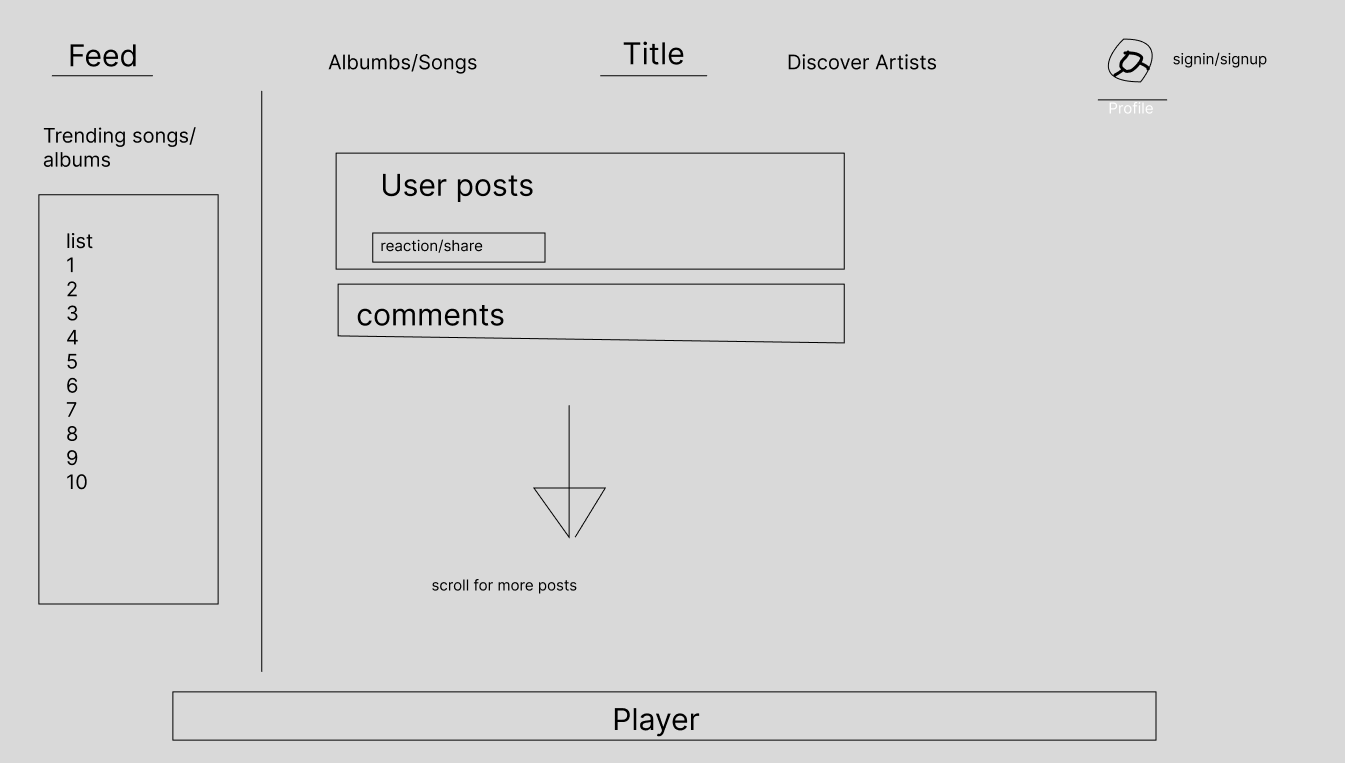 Feed
Albumbs/Songs
Title
Discover Artists
signin/signup
Profile
Trending songs/
albums
list
1
2
3
4
5
6
7
8
9
10
User posts
reaction/share
comments
scroll for more posts
Player